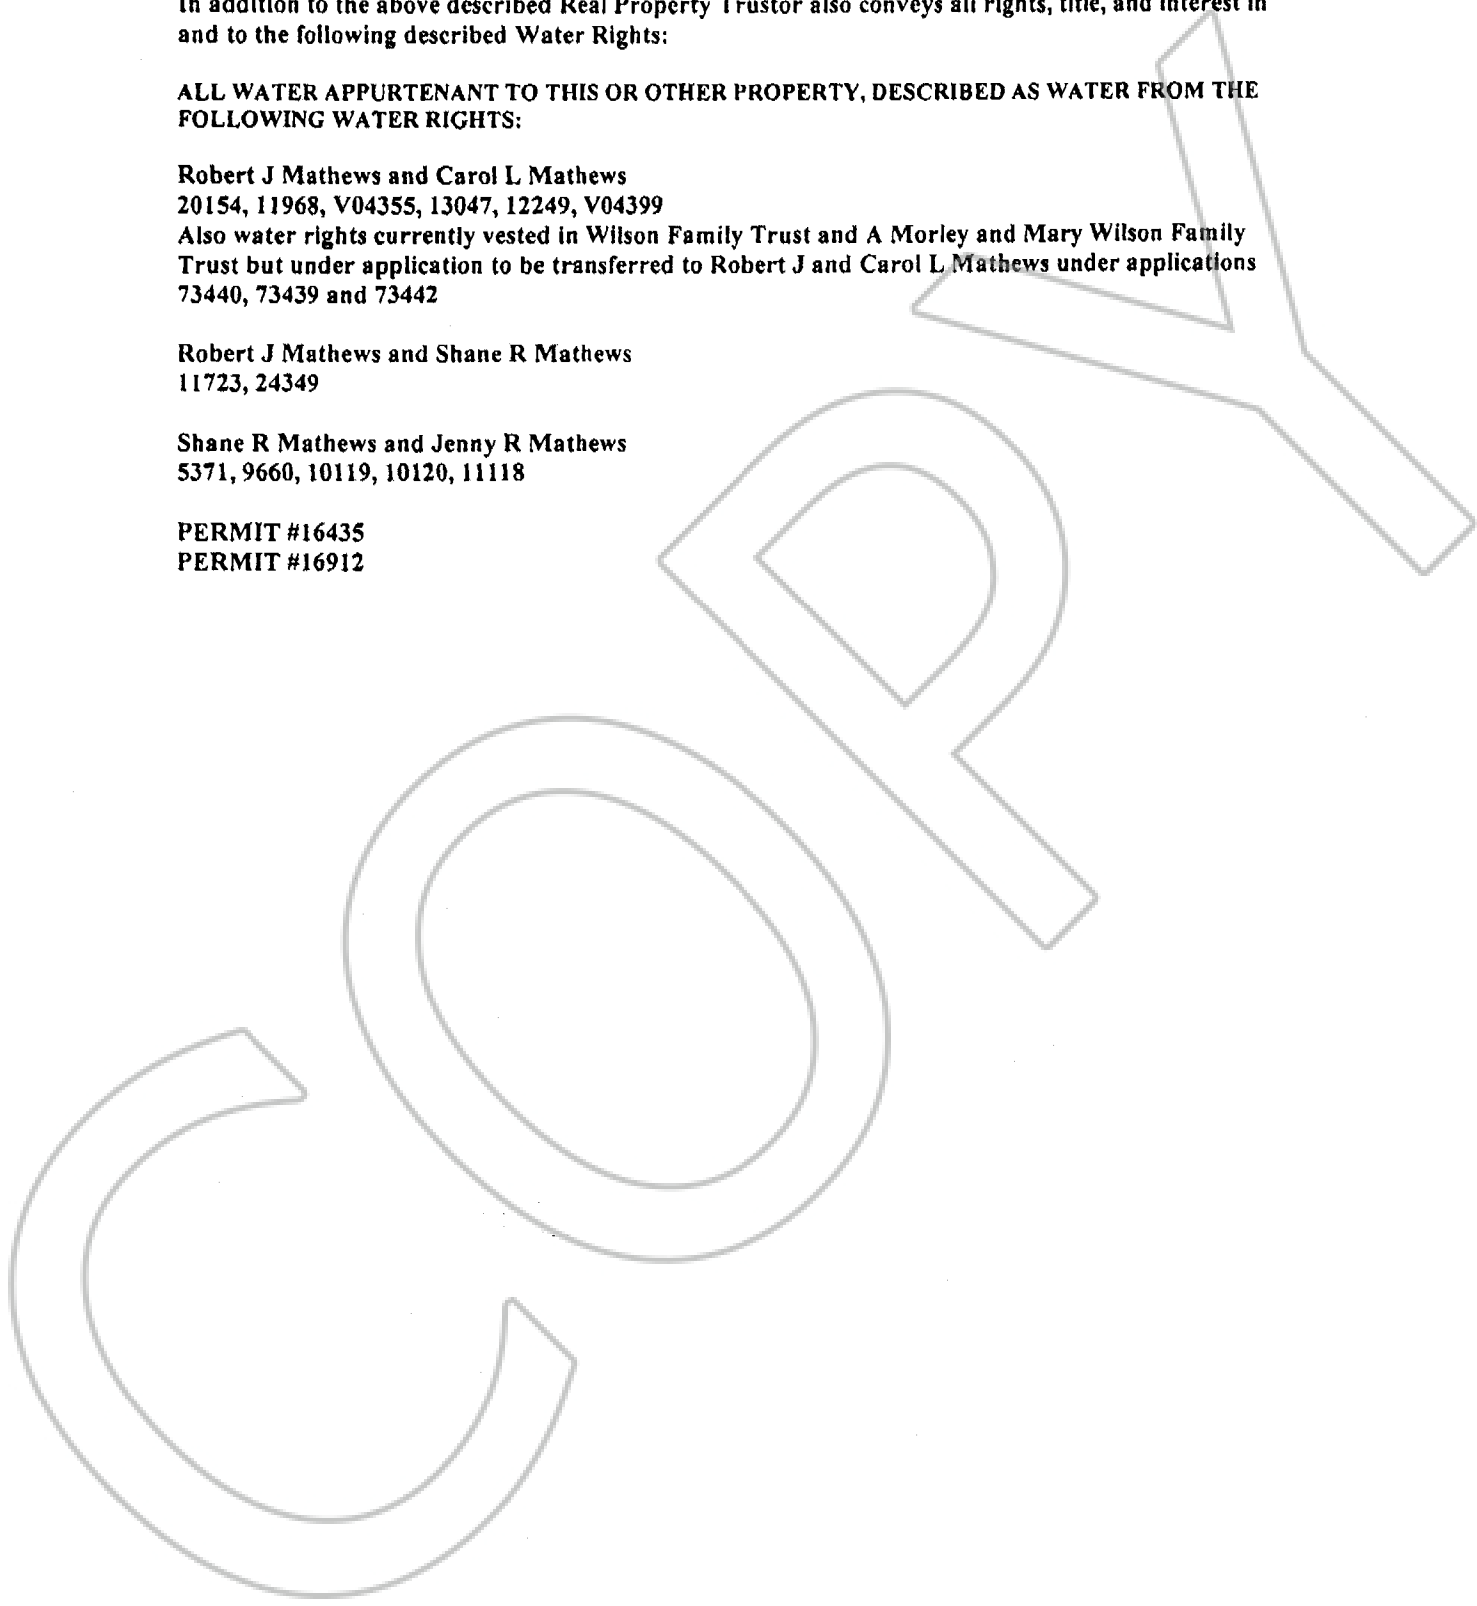 In addition to the above described Real Property Trustor also conveys all rights, title, and interest in
and to the following described Water Rights:
ALL WATER APPURTENANT TO THIS OR OTHER PROPERTY, DESCRIBED AS WATER FROM THE
FOLLOWING WATER RIGHTS:
Robert J Mathews and Carol L Mathews
20154, 11968, V04355, 13047, 12249, V04399
Also water rights currently vested in Wilson Family Trust and A Morley and Mary Wilson Family
Trust but under application to be transferred to Robert J and Carol L Mathews under applications
73440, 73439 and 73442
Robert J Mathews and Shane R Mathews
11723, 24349
Shane R Mathews and Jenny R Mathews
5371, 9660, 10119, 10120, 11118
PERMIT #16435
PERMIT #16912
COPY